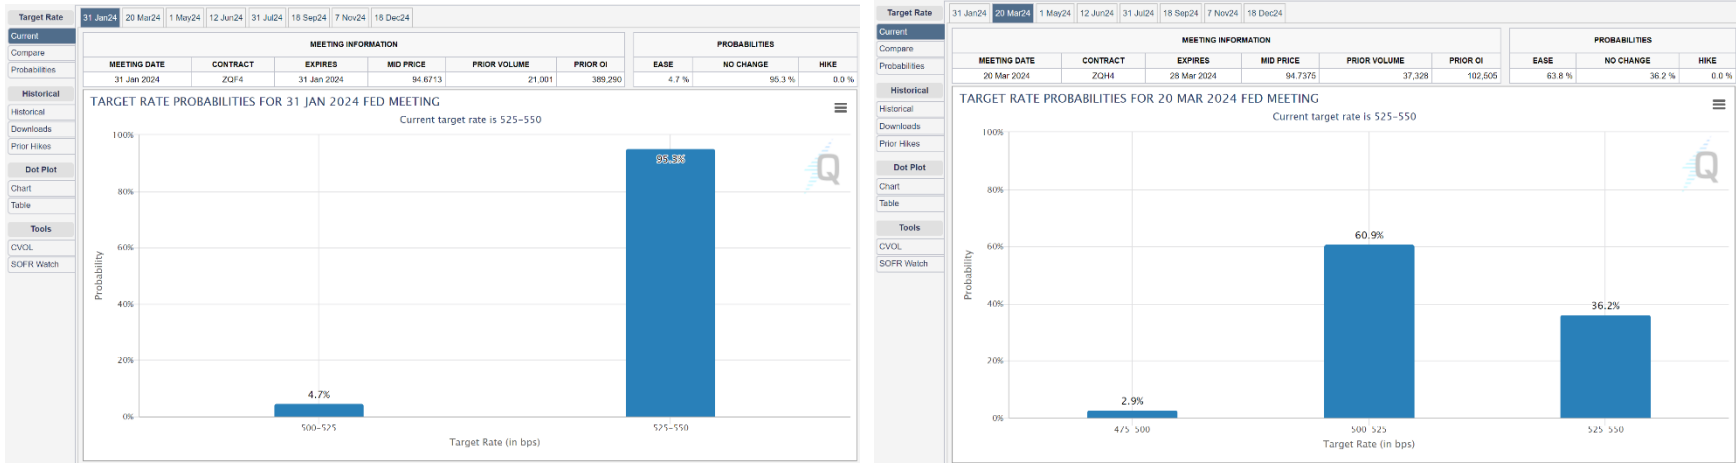 Target Rate
Current
Compare
Probabilities
Historical
Historical
Downloads
Prior Hikes
Dot Plot
Chart
Table
Tools
CVOL
SOFR Watch
31 Jan24 20 Mar24 1 May24 12 Jun24 31 Jul24 18 Sep24 7 Nov24 18 Dec24
MEETING INFORMATION
MEETING DATE CONTRACT EXPIRES MID PRICE PRIOR VOLUME PRIOR OI
31 Jan 2024 ZQF4 31 Jan 2024 94.6713 21,001 389,290
PROBABILITIES
EASE NO CHANGE HIKE
4.7 % 95.3 % 0.0 %
TARGET RATE PROBABILITIES FOR 31 JAN 2024 FED MEETING
Current target rate is 525-550
Probability
100%
80%
60%
40%
20%
0%
4.7%
95.3%
500-525
525-550
Target Rate (in bps)
Q
Target Rate
Current
Compare
Probabilities
Historical
Historical
Downloads
Prior Hikes
Dot Plot
Chart
Table
Tools
CVOL
SOFR Watch
31 Jan24 20 Mar24 1 May24 12 Jun24 31 Jul24 18 Sep24 7 Nov24 18 Dec24
MEETING INFORMATION
MEETING DATE CONTRACT EXPIRES MID PRICE PRIOR VOLUME PRIOR OI
20 Mar 2024 ZQH4 28 Mar 2024 94.7375 37,328 102,505
PROBABILITIES
EASE NO CHANGE HIKE
63.8 % 36.2 % 0.0 %
TARGET RATE PROBABILITIES FOR 20 MAR 2024 FED MEETING
Current target rate is 525-550
Probability
100%
80%
60%
40%
20%
0%
2.9%
60.9%
36.2%
475-500
500-525
525-550
Target Rate (in bps)
Q